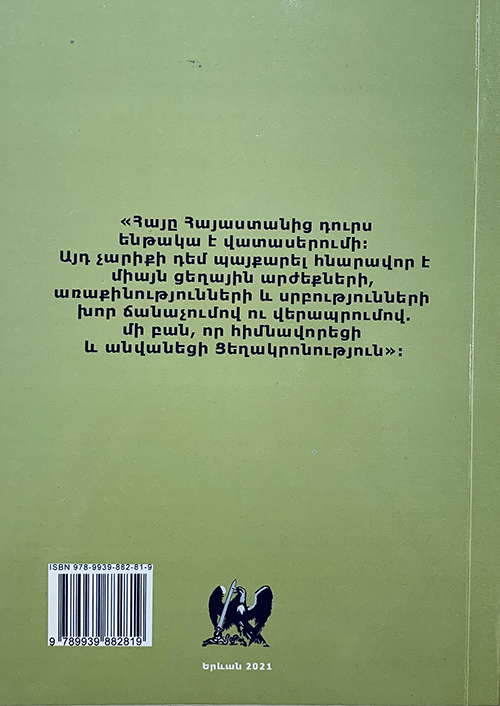 «Հայը Հայաստանից դուրս
ենթակա է վատասերումի:
Այդ չարիքի դեմ պայքարել հնարավոր է
միայն ցեղային արժեքների,
առաքինությունների և սրբությունների
խոր ճանաչումով ու վերապրումով.
մի բան, որ հիմնավորեցի
և անվանեցի Ցեղակրոնություն»:
ISBN 978-9939-882-81-9
9 789939 882819
Երևան 2021